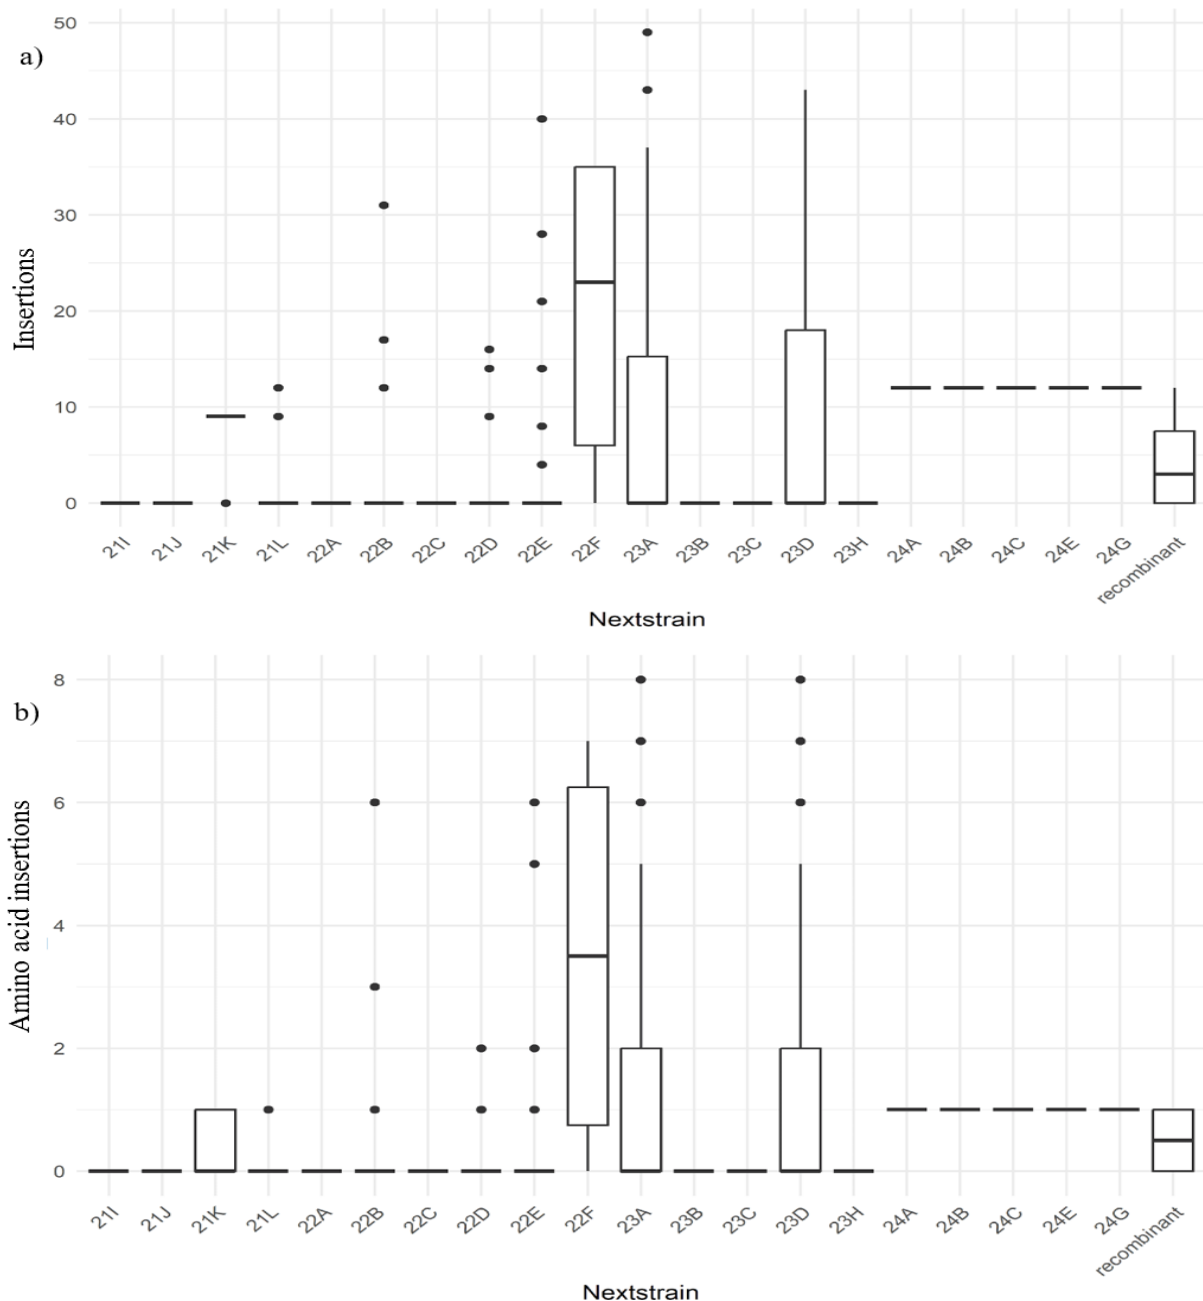 a)
Insertions
50
40
30
20
10
0
21I 21J 21K 21L 22A 22B 22C 22D 22E 22F 23A 23B 23C 23D 23H 24A 24B 24C 24E 24G recombinant
Nextstrain
b)
Amino acid insertions
8
6
4
2
0
21I 21J 21K 21L 22A 22B 22C 22D 22E 22F 23A 23B 23C 23D 23H 24A 24B 24C 24E 24G recombinant
Nextstrain